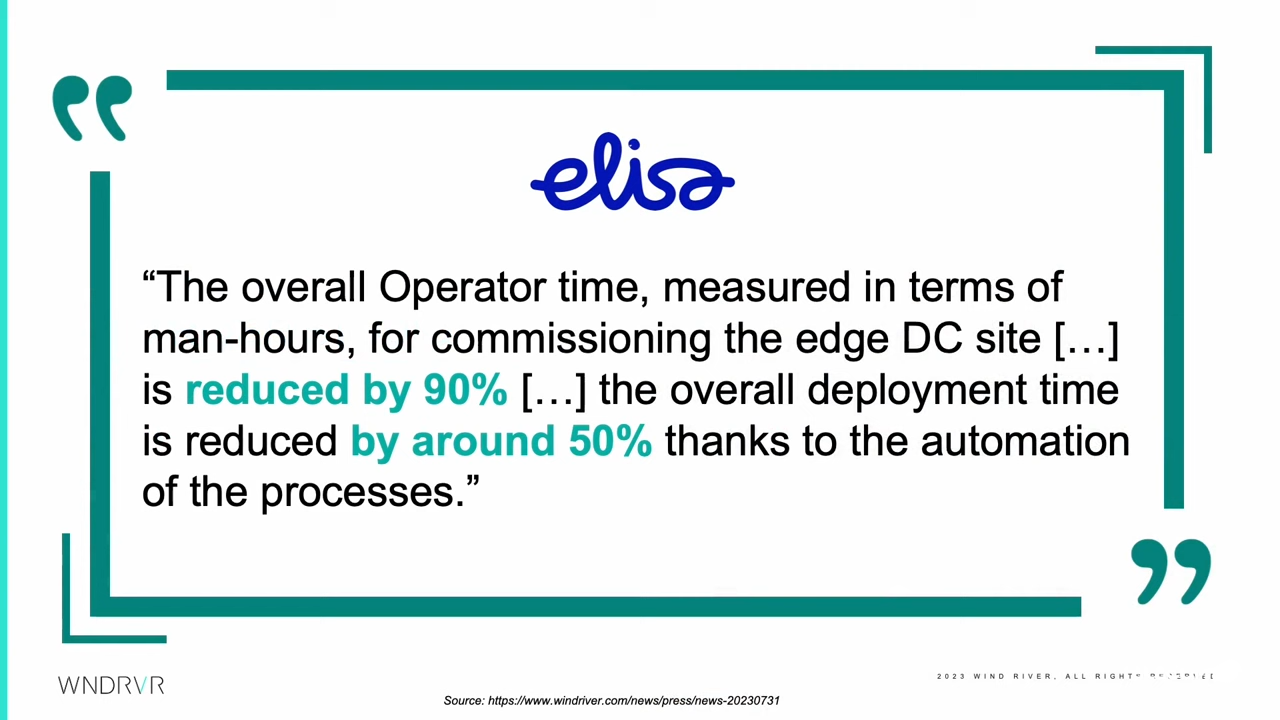 elisa
“The overall Operator time, measured in terms of
man-hours, for commissioning the edge DC site […]
is reduced by 90% […] the overall deployment time
is reduced by around 50% thanks to the automation
of the processes.”
WNDRVR
2023 WIND RIVER, ALL RIGHTS RESERVED
Source: https://www.windriver.com/news/press/news-20230731